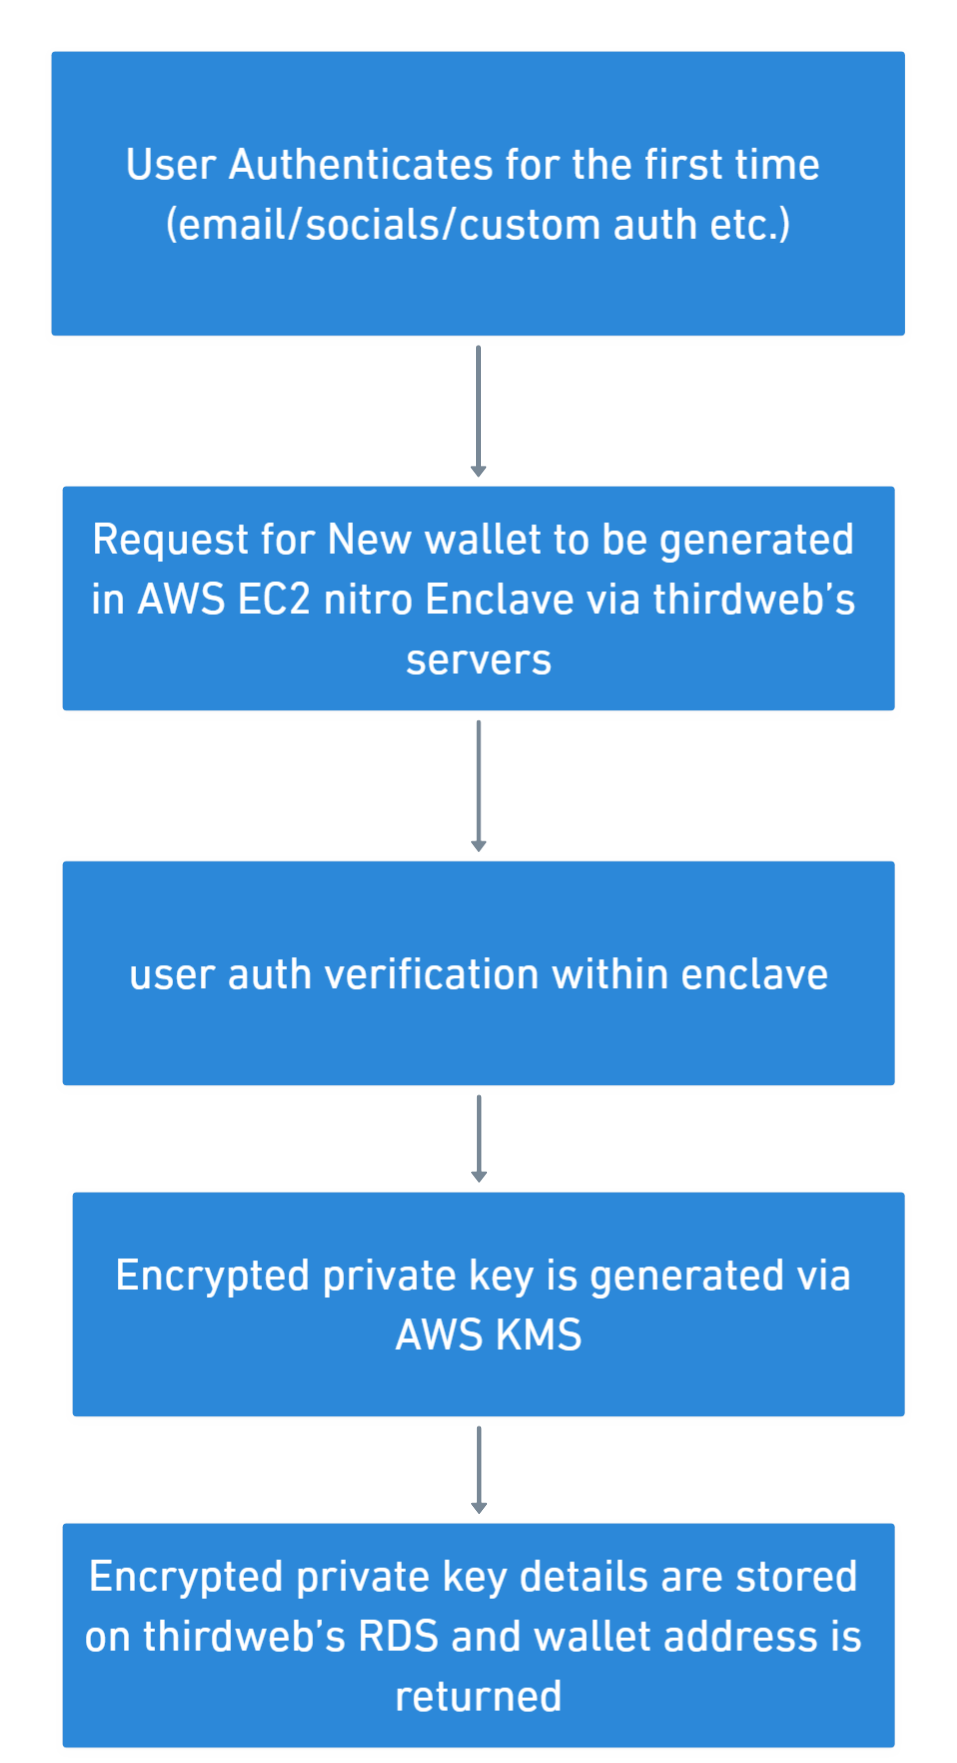 User Authenticates for the first time
(email/socials/custom auth etc.)
Request for New wallet to be generated
in AWS EC2 nitro Enclave via thirdweb’s
servers
user auth verification within enclave
Encrypted private key is generated via
AWS KMS
Encrypted private key details are stored
on thirdweb’s RDS and wallet address is
returned